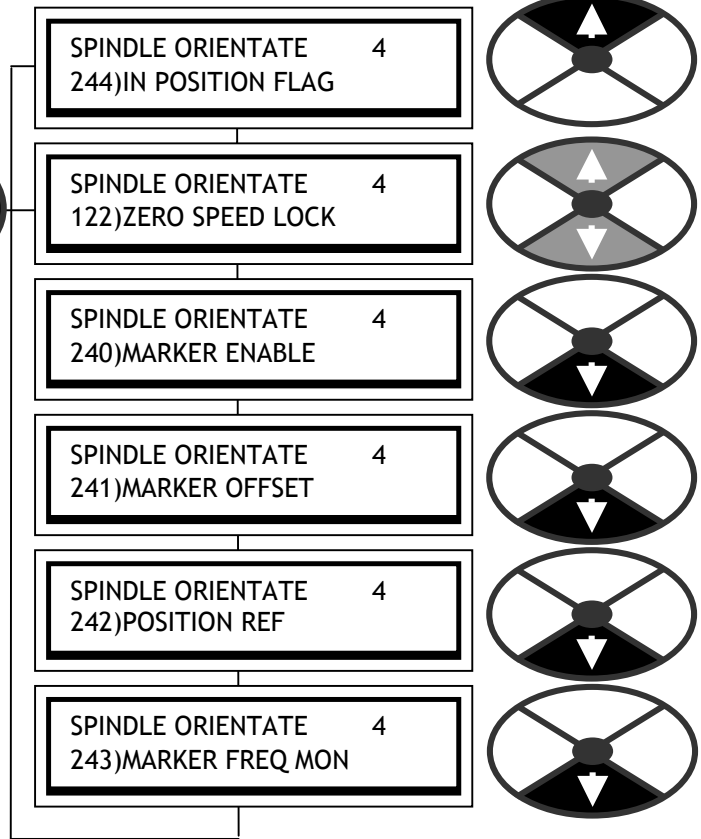 SPINDLE ORIENTATE 4
244)IN POSITION FLAG
SPINDLE ORIENTATE 4
122)ZERO SPEED LOCK
SPINDLE ORIENTATE 4
240)MARKER ENABLE
SPINDLE ORIENTATE 4
241)MARKER OFFSET
SPINDLE ORIENTATE 4
242)POSITION REF
SPINDLE ORIENTATE 4
243)MARKER FREQ MON